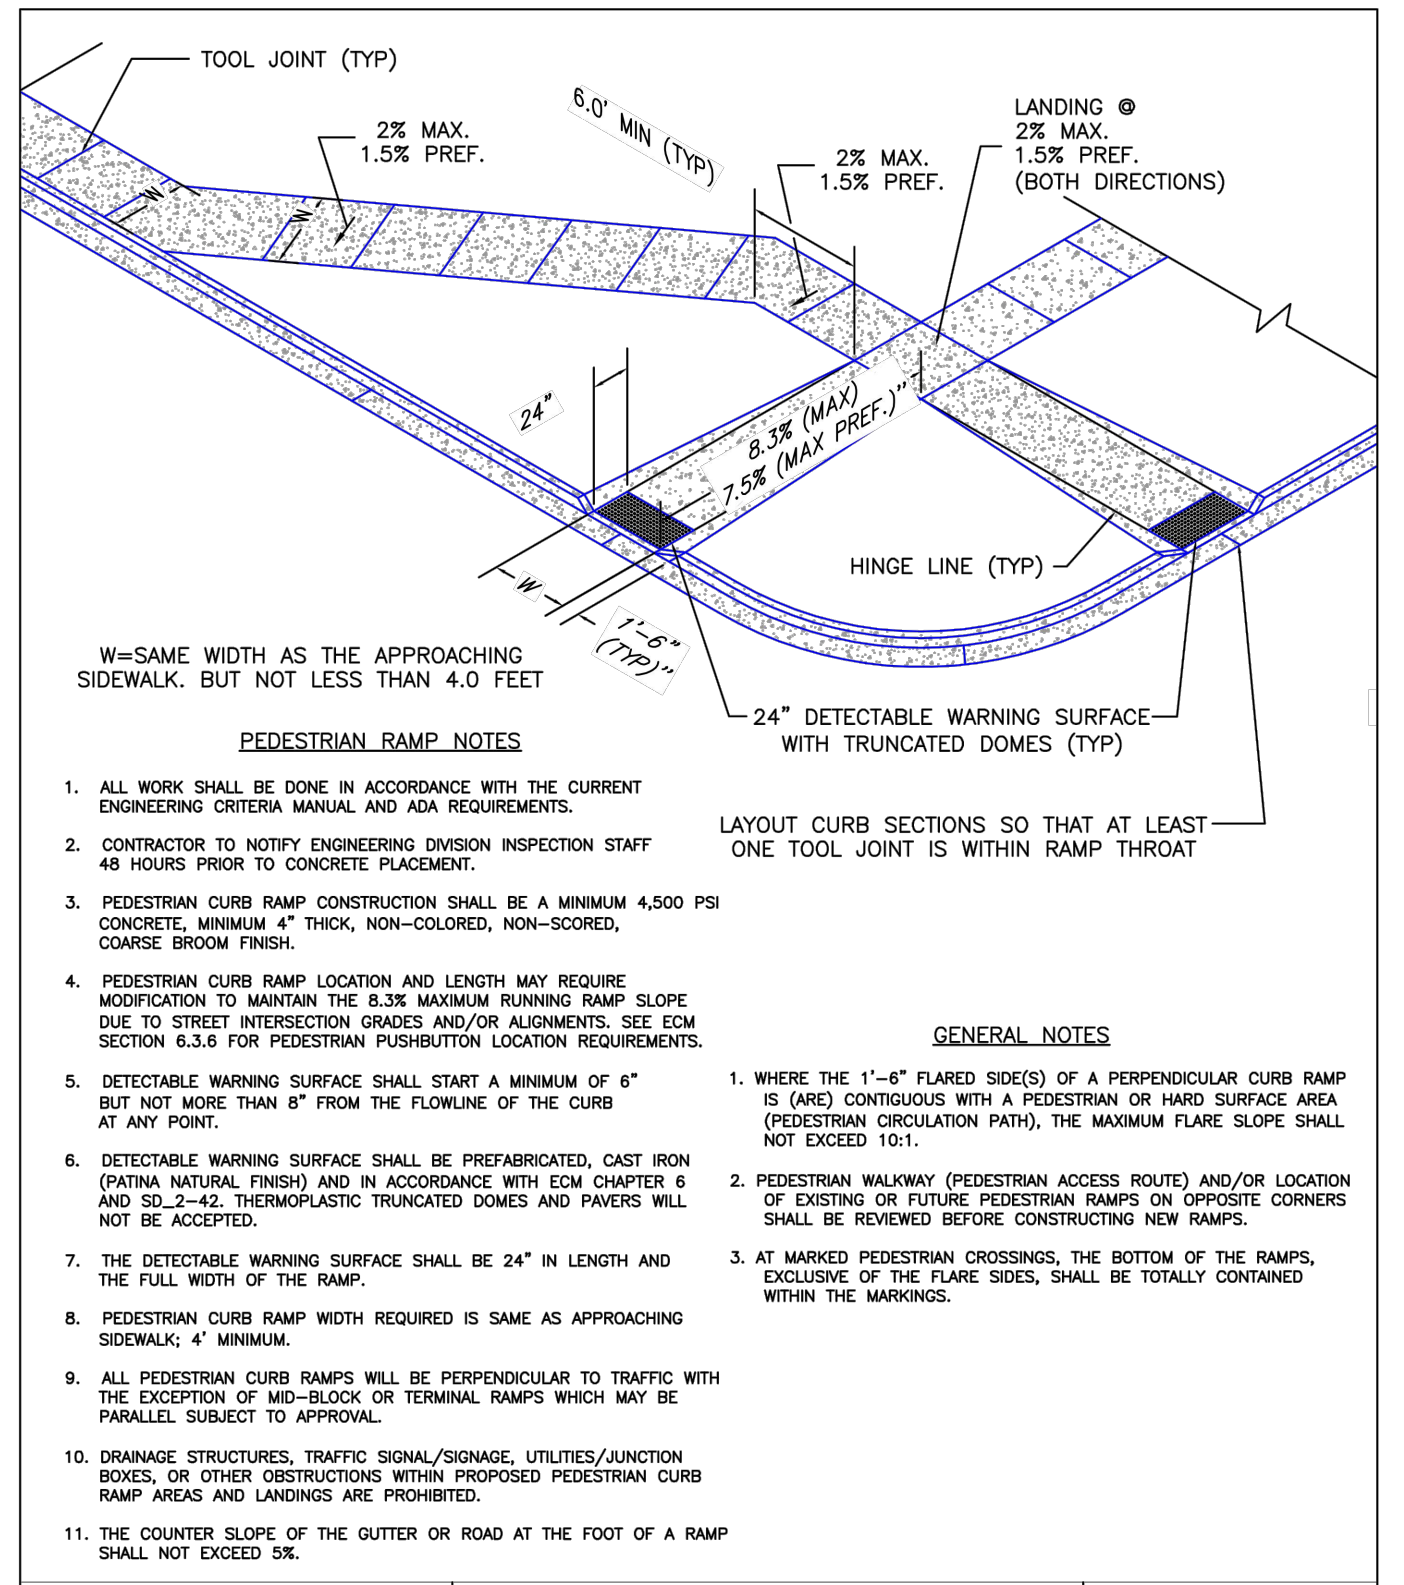 TOOL JOINT (TYP)
2% MAX.
1.5% PREF.
6.0' MIN (TYP)
2% MAX.
1.5% PREF.
LANDING @
2% MAX.
1.5% PREF.
(BOTH DIRECTIONS)
W
W
24"
8.3% (MAX)
7.5% (MAX PREF.)"
HINGE LINE (TYP)
W
1'-6"
(TYP)"
W=SAME WIDTH AS THE APPROACHING
SIDEWALK. BUT NOT LESS THAN 4.0 FEET
24" DETECTABLE WARNING SURFACE
WITH TRUNCATED DOMES (TYP)
LAYOUT CURB SECTIONS SO THAT AT LEAST
ONE TOOL JOINT IS WITHIN RAMP THROAT
PEDESTRIAN RAMP NOTES
1. ALL WORK SHALL BE DONE IN ACCORDANCE WITH THE CURRENT
ENGINEERING CRITERIA MANUAL AND ADA REQUIREMENTS.
2. CONTRACTOR TO NOTIFY ENGINEERING DIVISION INSPECTION STAFF
48 HOURS PRIOR TO CONCRETE PLACEMENT.
3. PEDESTRIAN CURB RAMP CONSTRUCTION SHALL BE A MINIMUM 4,500 PSI
CONCRETE, MINIMUM 4" THICK, NON-COLORED, NON-SCORED,
COARSE BROOM FINISH.
4. PEDESTRIAN CURB RAMP LOCATION AND LENGTH MAY REQUIRE
MODIFICATION TO MAINTAIN THE 8.3% MAXIMUM RUNNING RAMP SLOPE
DUE TO STREET INTERSECTION GRADES AND/OR ALIGNMENTS. SEE ECM
SECTION 6.3.6 FOR PEDESTRIAN PUSHBUTTON LOCATION REQUIREMENTS.
5. DETECTABLE WARNING SURFACE SHALL START A MINIMUM OF 6"
BUT NOT MORE THAN 8" FROM THE FLOWLINE OF THE CURB
AT ANY POINT.
6. DETECTABLE WARNING SURFACE SHALL BE PREFABRICATED, CAST IRON
(PATINA NATURAL FINISH) AND IN ACCORDANCE WITH ECM CHAPTER 6
AND SD_2-42. THERMOPLASTIC TRUNCATED DOMES AND PAVERS WILL
NOT BE ACCEPTED.
7. THE DETECTABLE WARNING SURFACE SHALL BE 24" IN LENGTH AND
THE FULL WIDTH OF THE RAMP.
8. PEDESTRIAN CURB RAMP WIDTH REQUIRED IS SAME AS APPROACHING
SIDEWALK; 4' MINIMUM.
9. ALL PEDESTRIAN CURB RAMPS WILL BE PERPENDICULAR TO TRAFFIC WITH
THE EXCEPTION OF MID-BLOCK OR TERMINAL RAMPS WHICH MAY BE
PARALLEL SUBJECT TO APPROVAL.
10. DRAINAGE STRUCTURES, TRAFFIC SIGNAL/SIGNAGE, UTILITIES/JUNCTION
BOXES, OR OTHER OBSTRUCTIONS WITHIN PROPOSED PEDESTRIAN CURB
RAMP AREAS AND LANDINGS ARE PROHIBITED.
11. THE COUNTER SLOPE OF THE GUTTER OR ROAD AT THE FOOT OF A RAMP
SHALL NOT EXCEED 5%.
GENERAL NOTES
1. WHERE THE 1'-6" FLARED SIDE(S) OF A PERPENDICULAR CURB RAMP
IS (ARE) CONTIGUOUS WITH A PEDESTRIAN OR HARD SURFACE AREA
(PEDESTRIAN CIRCULATION PATH), THE MAXIMUM FLARE SLOPE SHALL
NOT EXCEED 10:1.
2. PEDESTRIAN WALKWAY (PEDESTRIAN ACCESS ROUTE) AND/OR LOCATION
OF EXISTING OR FUTURE PEDESTRIAN RAMPS ON OPPOSITE CORNERS
SHALL BE REVIEWED BEFORE CONSTRUCTING NEW RAMPS.
3. AT MARKED PEDESTRIAN CROSSINGS, THE BOTTOM OF THE RAMPS,
EXCLUSIVE OF THE FLARE SIDES, SHALL BE TOTALLY CONTAINED
WITHIN THE MARKINGS.